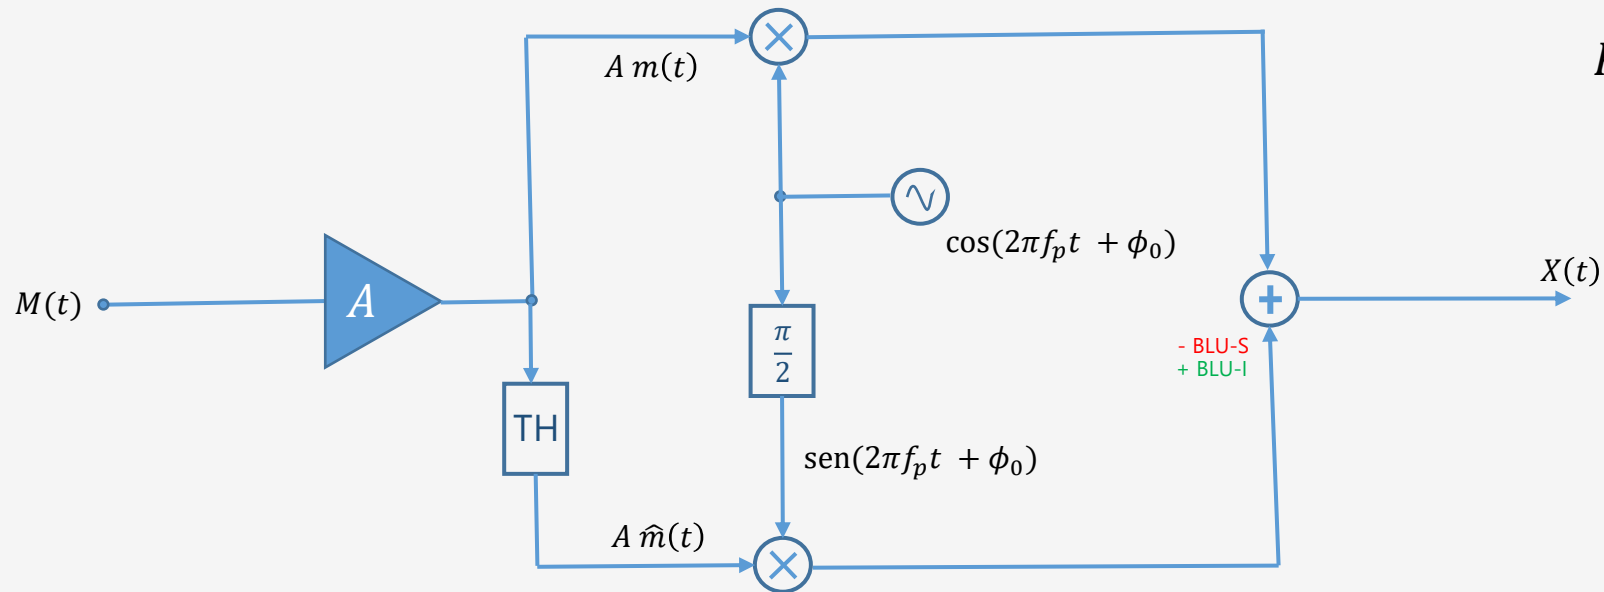 A m(t)
cos(2πf_p t + ϕ_0)
M(t)
A
X(t)
π
2
- BLU-S
+ BLU-I
TH
sen(2πf_p t + ϕ_0)
A m̂(t)